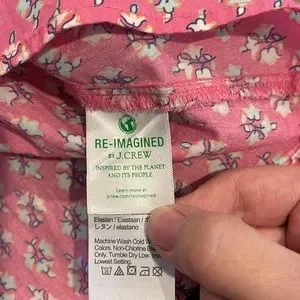 RE-IMAGINED
BY J.CREW
INSPIRED BY THE PLANET
AND ITS PEOPLE
Learn more at
jcrew.com/reimagined
Elastan / Elastaan /
レタン / elastano
Machine Wash Cold
Colors. Non-Chlorine
Only. Tumble Dry Low.
Lowest Setting.